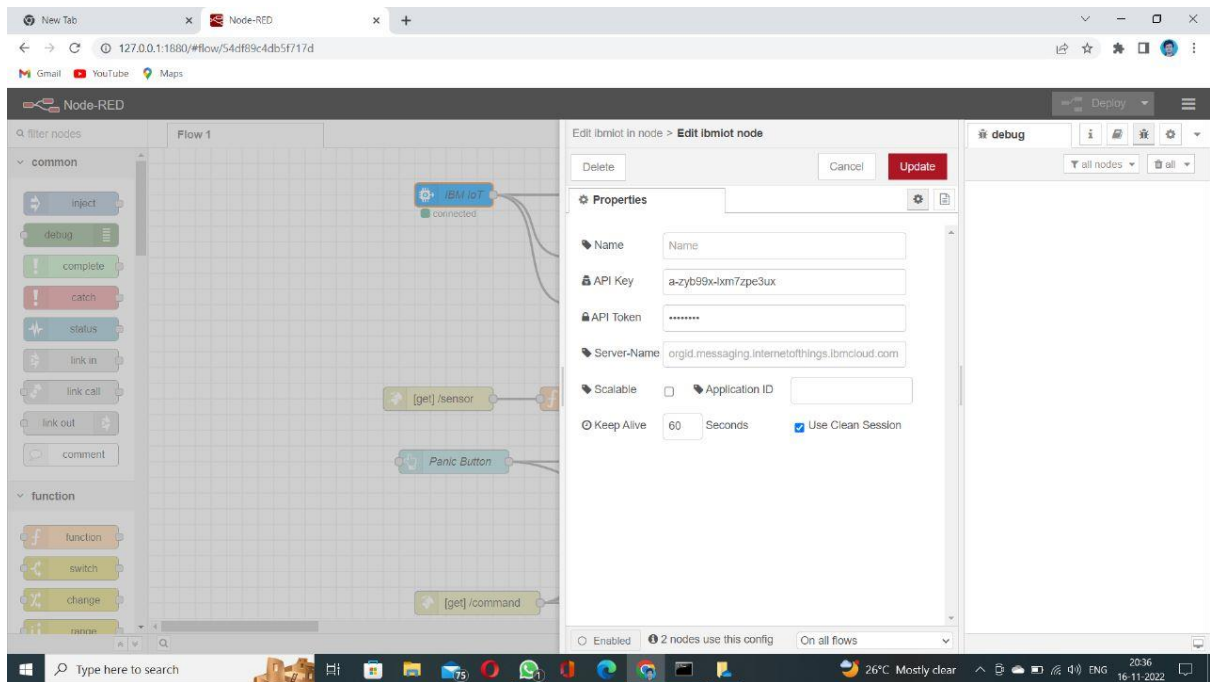 New Tab
Node-RED
127.0.0.1:1880/#flow/54df89c4db5f717d
Gmail YouTube Maps
Node-RED
Deploy
filter nodes
Flow 1
Edit ibmiot in node > Edit ibmiot node
debug
i
common
Delete
Cancel
Update
all nodes
all
inject
IBM IoT
Properties
connected
debug
Name
Name
complete
API Key
a-zyb99x-lxm7zpe3ux
catch
API Token
••••••••
status
Server-Name
orgid.messaging.internetofthings.ibmcloud.com
link in
Scalable
Application ID
link call
[get] /sensor
f
link out
Keep Alive
60
Seconds
Use Clean Session
comment
Panic Button
function
f
function
switch
change
[get] /command
range
Enabled
2 nodes use this config
On all flows
Type here to search
75
1
26°C Mostly clear
ENG
20:36
16-11-2022